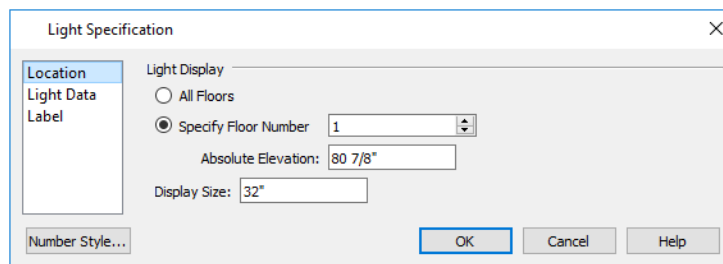 Light Specification
Location
Light Data
Label
Light Display
All Floors
Specify Floor Number 1
Absolute Elevation: 80 7/8"
Display Size: 32"
Number Style... OK Cancel Help